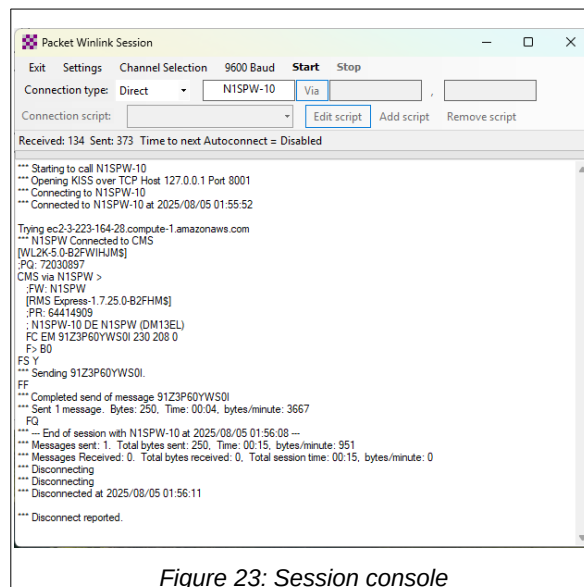 Packet Winlink Session
Exit Settings Channel Selection 9600 Baud Start Stop
Connection type: Direct N1SPW-10 Via ,
Connection script: Edit script Add script Remove script
Received: 134 Sent: 373 Time to next Autoconnect = Disabled
*** Starting to call N1SPW-10
*** Opening KISS over TCP Host 127.0.0.1 Port 8001
*** Connecting to N1SPW-10
*** Connected to N1SPW-10 at 2025/08/05 01:55:52
Trying ec2-3-223-164-28.compute-1.amazonaws.com
*** N1SPW Connected to CMS
[WL2K-5.0-B2FWIHJM$]
;PQ: 72030897
CMS via N1SPW >
;FW: N1SPW
[RMS Express-1.7.25.0-B2FHM$]
;PR: 64414909
; N1SPW-10 DE N1SPW (DM13EL)
FC EM 91Z3P60YWS0I 230 208 0
F> B0
FS Y
*** Sending 91Z3P60YWS0I.
FF
*** Completed send of message 91Z3P60YWS0I
*** Sent 1 message. Bytes: 250, Time: 00:04, bytes/minute: 3667
FQ
*** --- End of session with N1SPW-10 at 2025/08/05 01:56:08 ---
*** Messages sent: 1. Total bytes sent: 250, Time: 00:15, bytes/minute: 951
*** Messages Received: 0. Total bytes received: 0, Total session time: 00:15, bytes/minute: 0
*** Disconnecting
*** Disconnecting
*** Disconnected at 2025/08/05 01:56:11
*** Disconnect reported.
Figure 23: Session console